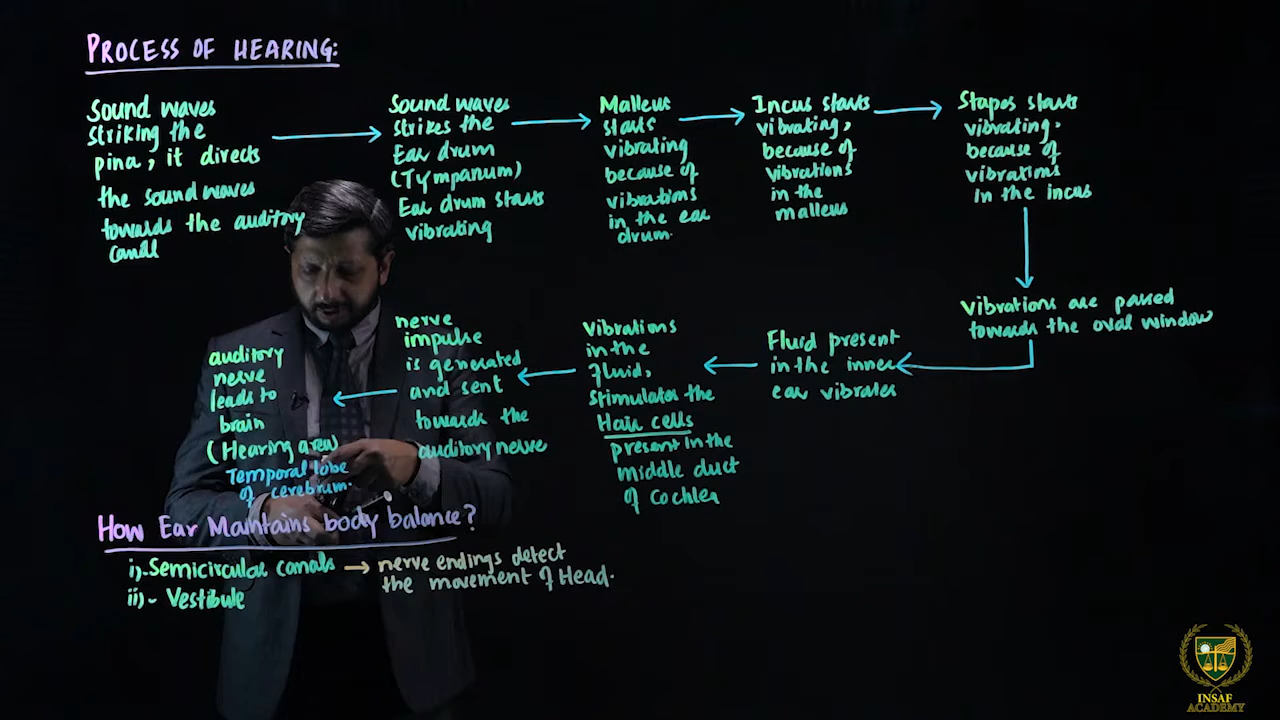 PROCESS OF HEARING:
Sound waves
striking the
pina, it directs
the sound waves
towards the auditory
canal
Sound waves
strikes the
Ear drum
(Tympanum)
Ear drum starts
vibrating
Malleus
starts
vibrating
because of
vibrations
in the ear
drum.
Incus starts
vibrating,
because of
vibrations
in the
malleus
Stapes starts
vibrating.
because of
vibrations
in the incus
Vibrations are passed
towards the oval window
Fluid present
in the inner
ear vibrates
Vibrations
in the
fluid,
stimulates the
Hair cells
present in the
middle duct
of Cochlea
nerve
impulse
is generated
and sent
towards the
auditory nerve
auditory
nerve
leads to
brain
(Hearing area)
Temporal lobe
of cerebrum.
HOW EAR MAINTAINS body balance?
i)- Semicircular canals → nerve endings detect
the movement of Head.
ii)- Vestibule
INSAF
ACADEMY